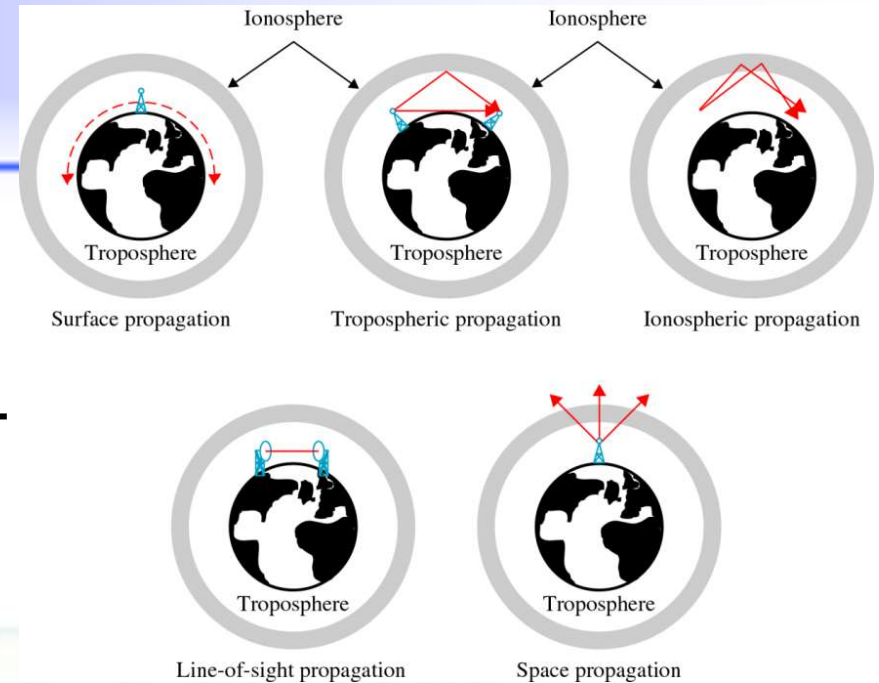 Ionosphere
Ionosphere
Troposphere
Troposphere
Troposphere
Surface propagation
Tropospheric propagation
Ionospheric propagation
Troposphere
Troposphere
Line-of-sight propagation
Space propagation